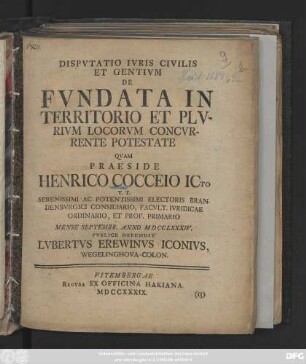 DISPVTATIO IVRIS CIVILIS
ET GENTIVM
DE
FVNDATA IN
TERRITORIO ET PLV-
RIVM LOCORVM CONCVR-
RENTE POTESTATE
QVAM
PRAESIDE
HENRICO COCCEIO ICTO
T. T.
SERENISSIMI AC POTENTISSIMI ELECTORIS BRAN-
DENBVRGICI CONSILIARIO, FACVLT. IVRIDICAE
ORDINARIO, ET PROF. PRIMARIO
MENSE SEPTEMBR. ANNO MDCLXXXIV.
PVBLICE DEFENDIT
LVBERTVS EREWINVS ICONIVS,
WEGELINGHOVA-COLON.
VITEMBERGAE
RECVSA EX OFFICINA HAKIANA.
MDCCXXXIX.